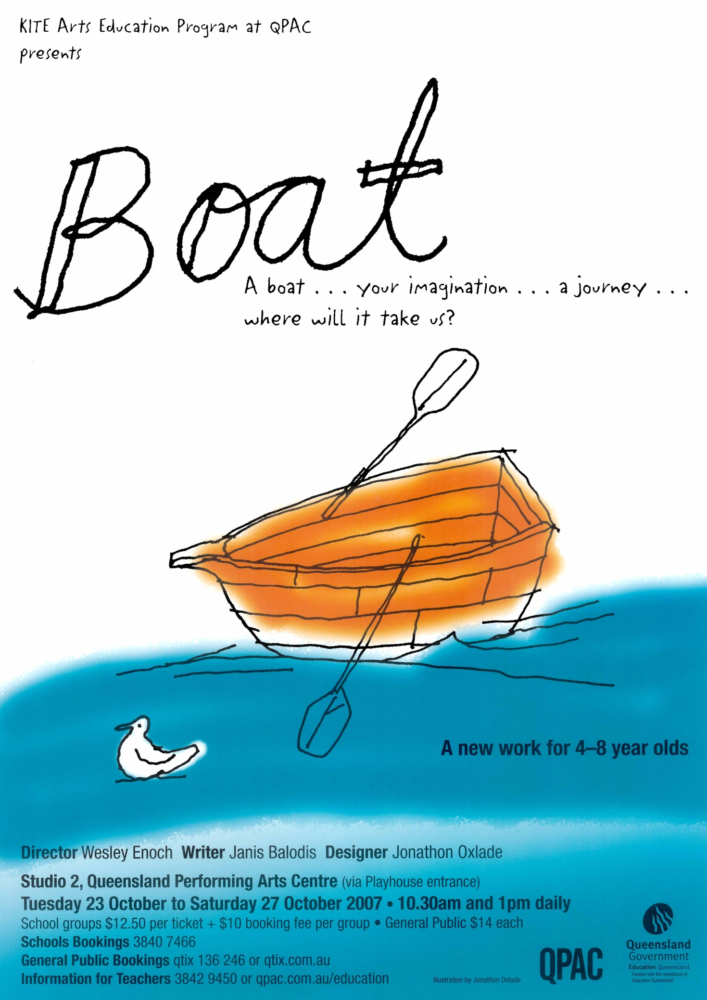 KITE Arts Education Program at QPAC
presents
Boat
A boat . . . your imagination . . . a journey . . .
where will it take us?
A new work for 4–8 year olds
Director Wesley Enoch Writer Janis Balodis Designer Jonathon Oxlade
Studio 2, Queensland Performing Arts Centre (via Playhouse entrance)
Tuesday 23 October to Saturday 27 October 2007 • 10.30am and 1pm daily
School groups $12.50 per ticket + $10 booking fee per group • General Public $14 each
Schools Bookings 3840 7466
General Public Bookings qtix 136 246 or qtix.com.au
Information for Teachers 3842 9450 or qpac.com.au/education
Illustration by Jonathon Oxlade
QPAC
Queensland
Government
Education Queensland
Funded with the assistance of
Education Queensland